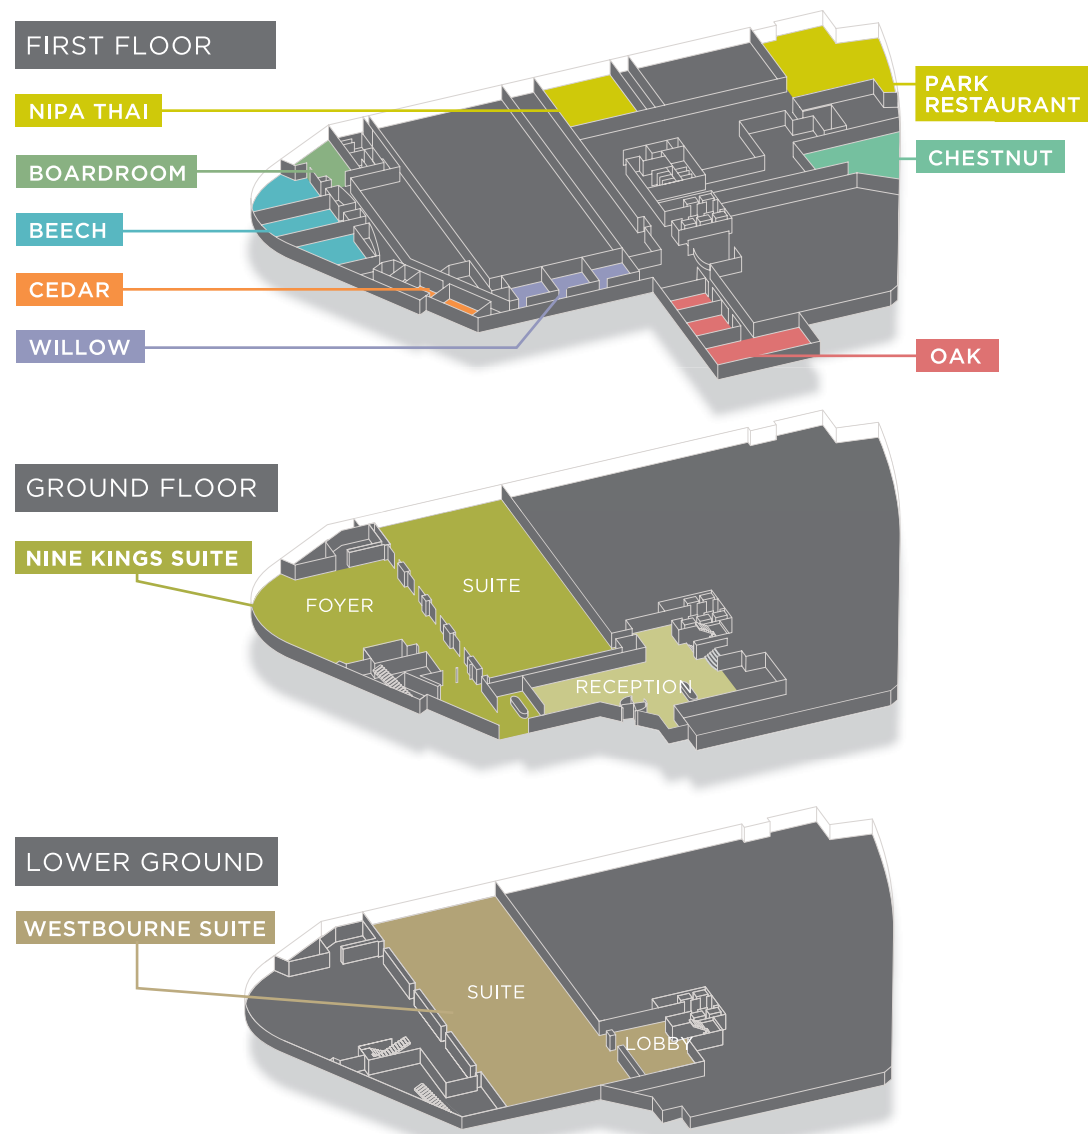 FIRST FLOOR
NIPA THAI
PARK
RESTAURANT
BOARDROOM
CHESTNUT
BEECH
CEDAR
WILLOW
OAK
GROUND FLOOR
NINE KINGS SUITE
SUITE
FOYER
RECEPTION
LOWER GROUND
WESTBOURNE SUITE
SUITE
LOBBY